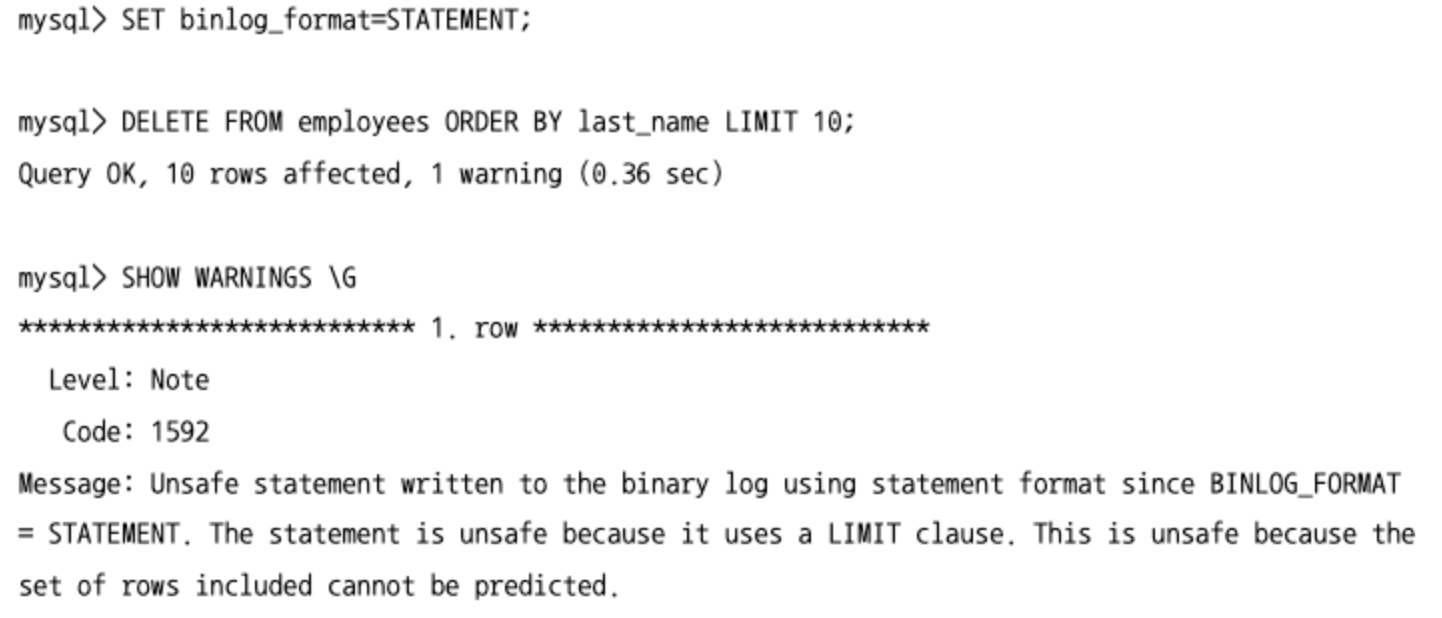 mysql> SET binlog_format=STATEMENT;
mysql> DELETE FROM employees ORDER BY last_name LIMIT 10;
Query OK, 10 rows affected, 1 warning (0.36 sec)
mysql> SHOW WARNINGS \G
*************************** 1. row ***************************
Level: Note
Code: 1592
Message: Unsafe statement written to the binary log using statement format since BINLOG_FORMAT
= STATEMENT. The statement is unsafe because it uses a LIMIT clause. This is unsafe because the
set of rows included cannot be predicted.